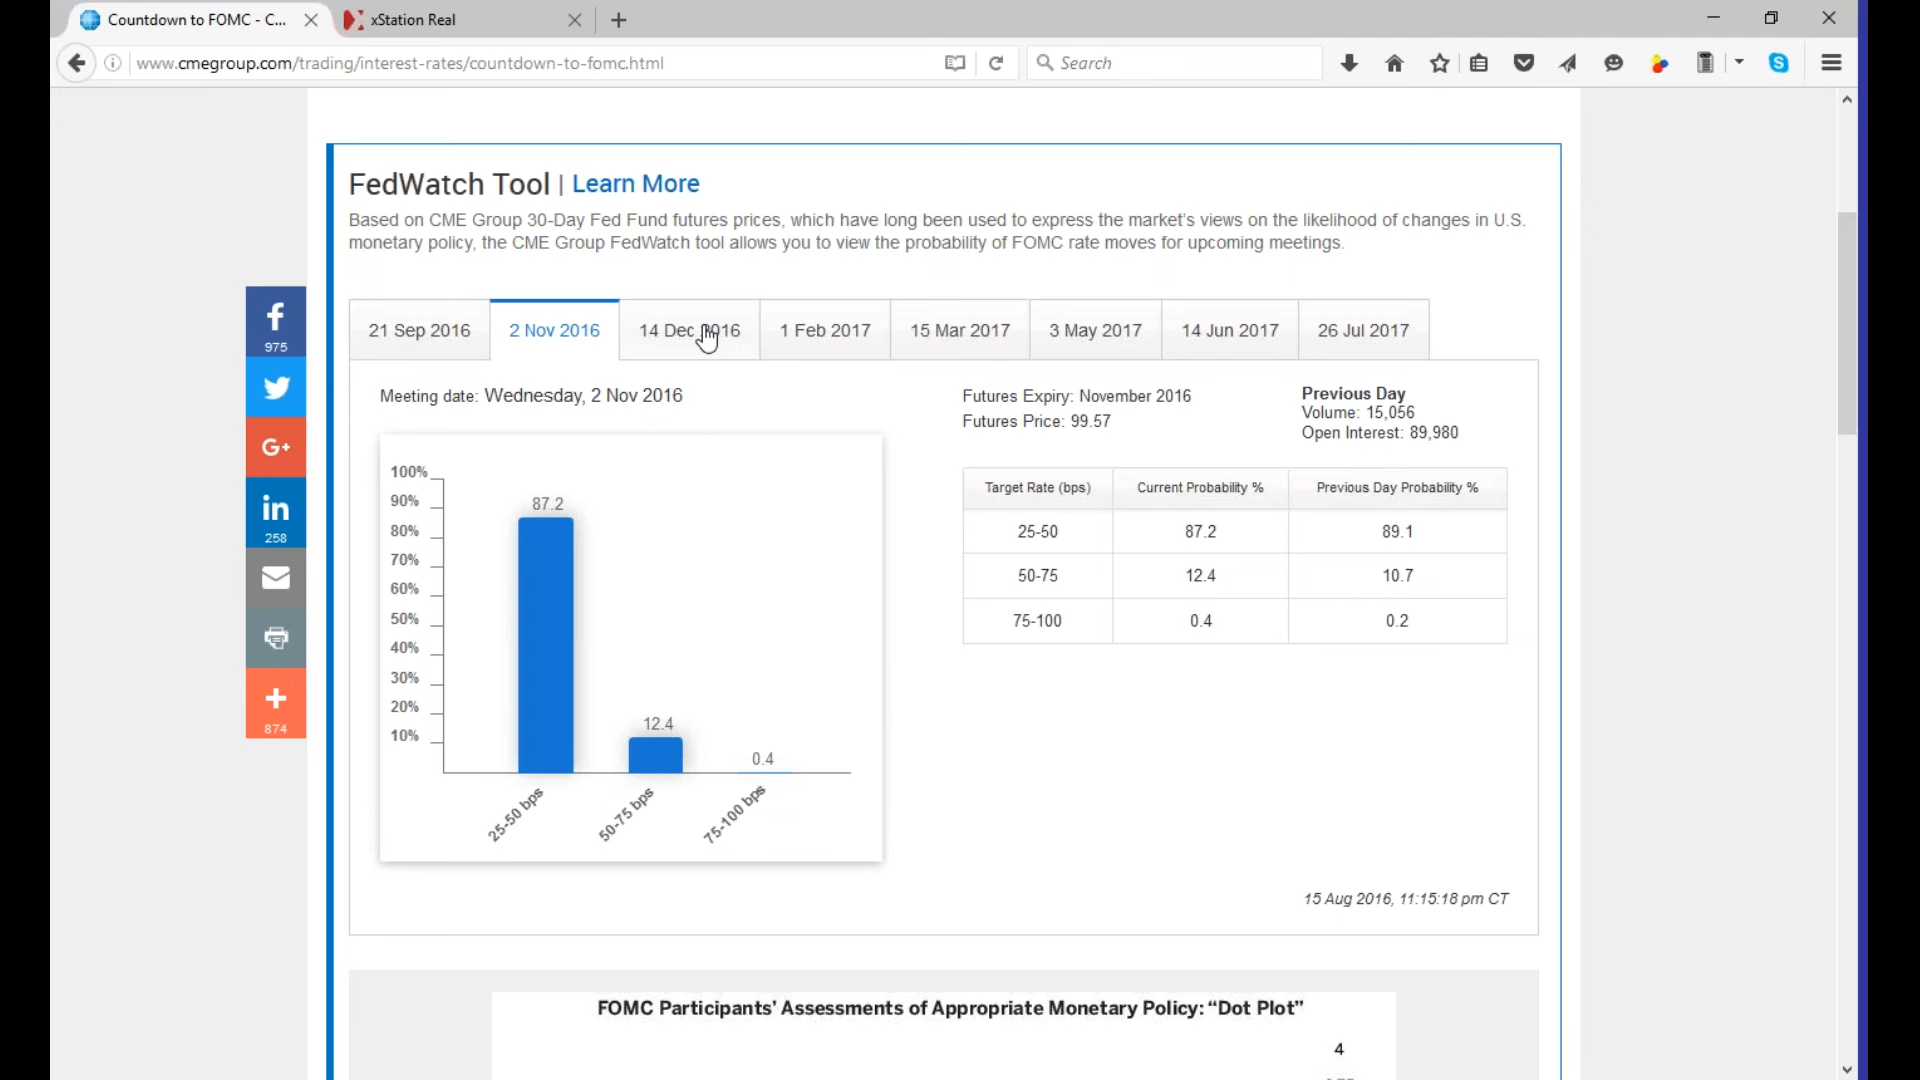 Countdown to FOMC - C...
xStation Real
www.cmegroup.com/trading/interest-rates/countdown-to-fomc.html
Search
FedWatch Tool | Learn More
Based on CME Group 30-Day Fed Fund futures prices, which have long been used to express the market's views on the likelihood of changes in U.S.
monetary policy, the CME Group FedWatch tool allows you to view the probability of FOMC rate moves for upcoming meetings.
975
258
874
21 Sep 2016
2 Nov 2016
14 Dec 2016
1 Feb 2017
15 Mar 2017
3 May 2017
14 Jun 2017
26 Jul 2017
Meeting date: Wednesday, 2 Nov 2016
Futures Expiry: November 2016
Futures Price: 99.57
Previous Day
Volume: 15,056
Open Interest: 89,980
100%
90%
80%
70%
60%
50%
40%
30%
20%
10%
87.2
12.4
0.4
25-50 bps
50-75 bps
75-100 bps
Target Rate (bps) Current Probability % Previous Day Probability %
25-50 87.2 89.1
50-75 12.4 10.7
75-100 0.4 0.2
15 Aug 2016, 11:15:18 pm CT
FOMC Participants' Assessments of Appropriate Monetary Policy: “Dot Plot”
4